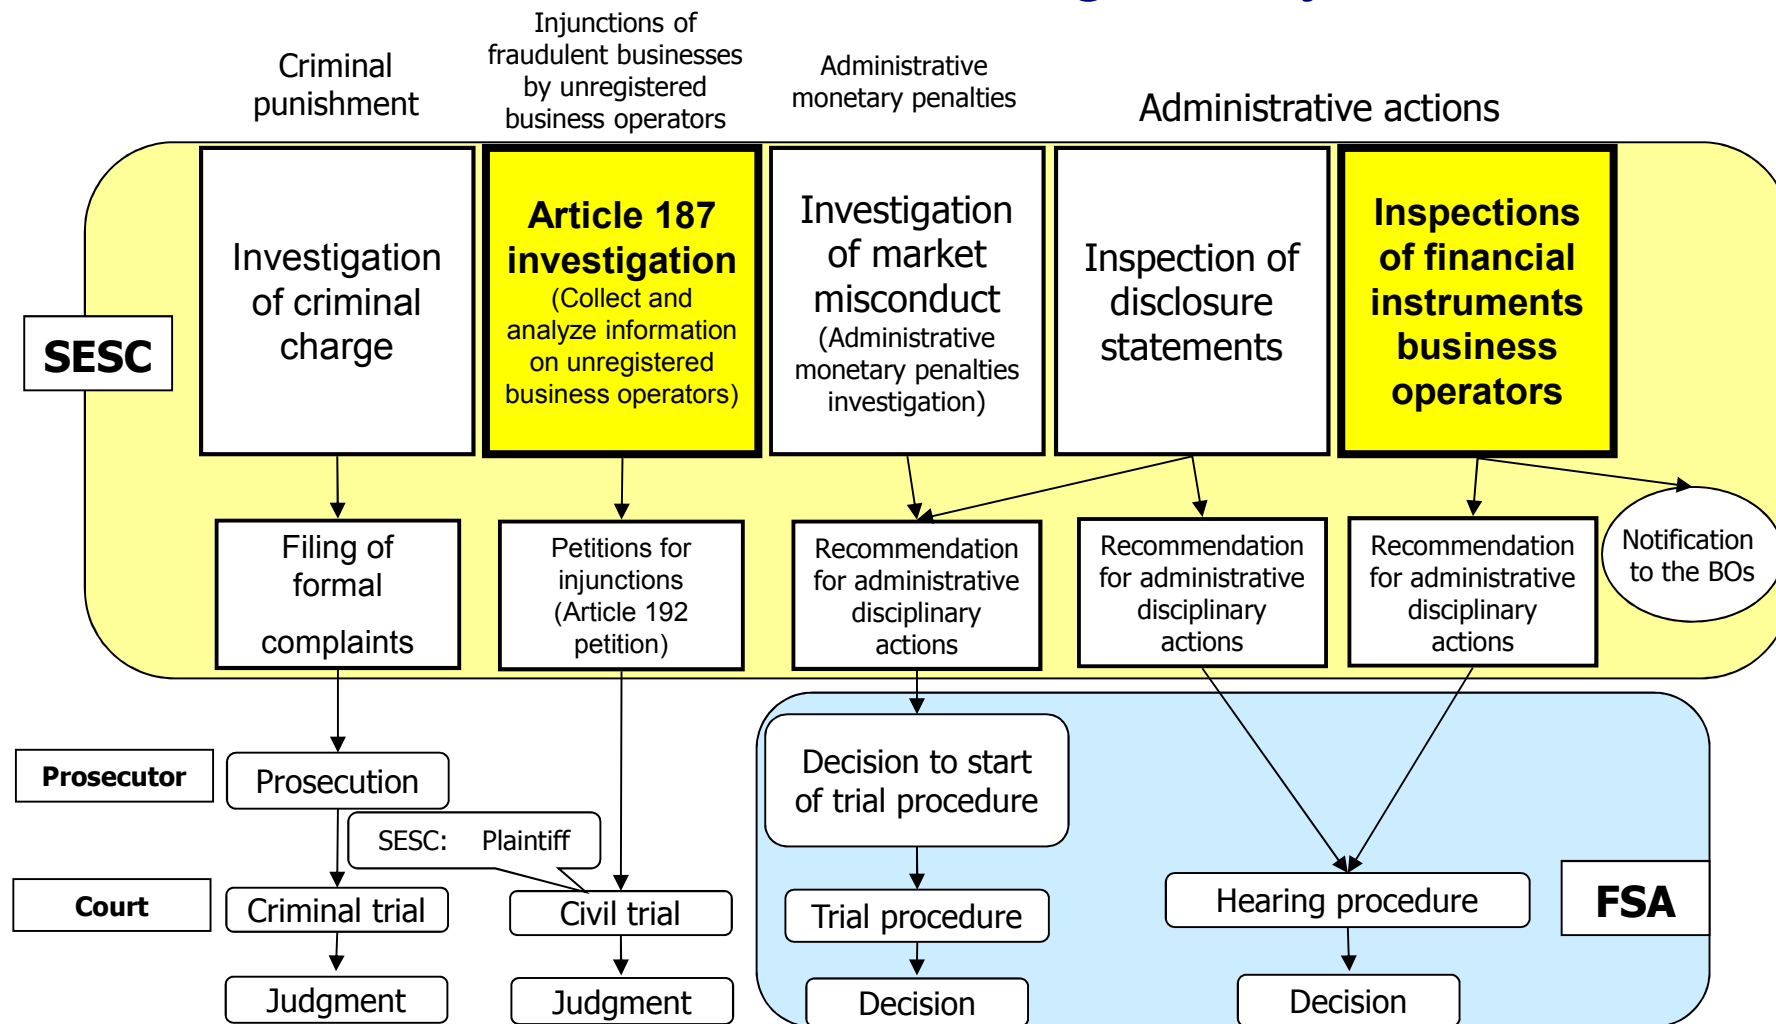 Criminal
punishment
Injunctions of
fraudulent businesses
by unregistered
business operators
Administrative
monetary penalties
Administrative actions
SESC
Investigation
of criminal
charge
Article 187
investigation
(Collect and
analyze information
on unregistered
business operators)
Investigation
of market
misconduct
(Administrative
monetary penalties
investigation)
Inspection of
disclosure
statements
Inspections
of financial
instruments
business
operators
Filing of
formal
complaints
Petitions for
injunctions
(Article 192
petition)
Recommendation
for administrative
disciplinary
actions
Recommendation
for administrative
disciplinary
actions
Recommendation
for administrative
disciplinary
actions
Notification
to the BOs
Prosecutor
Prosecution
Decision to start
of trial procedure
SESC: Plaintiff
Court
Criminal trial
Civil trial
Trial procedure
Hearing procedure
FSA
Judgment
Judgment
Decision
Decision